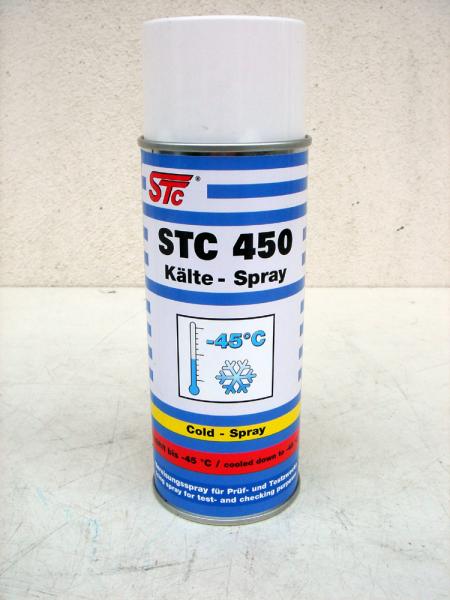 STC ®
STC 450
Kälte - Spray
-45°C
Cold - Spray
bis -45 °C / cooled down to -45
für Prüf- und
spray for test- and checking